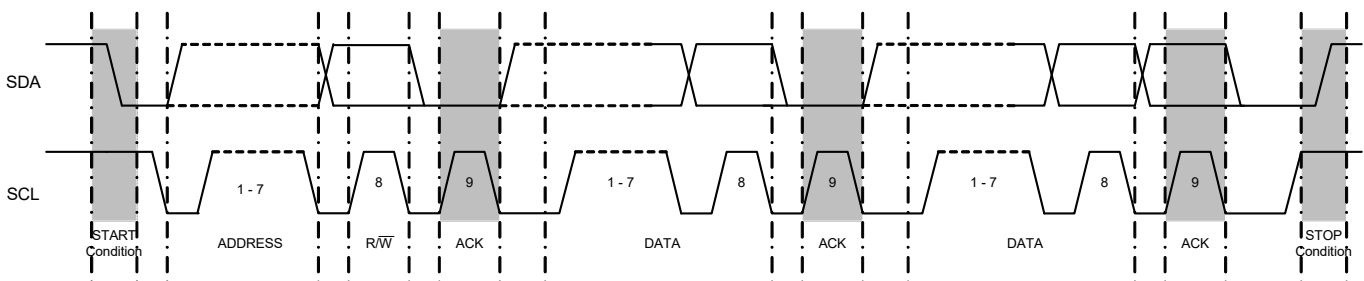 SDA
SCL
1 - 7
8
9
1 - 7
8
9
1 - 7
8
9
START
Condition
ADDRESS
R/W̅
ACK
DATA
ACK
DATA
ACK
STOP
Condition